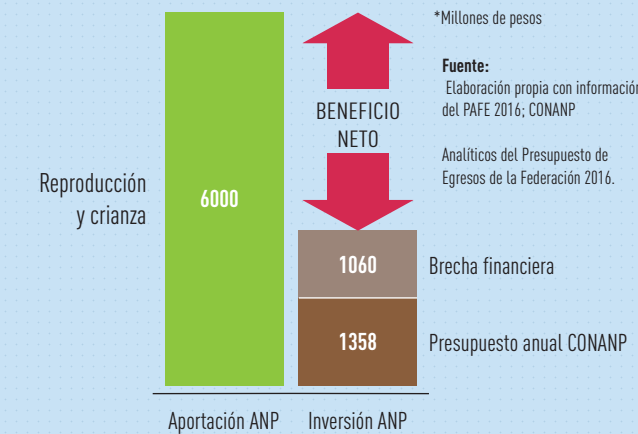 *Millones de pesos
Fuente:
Elaboración propia con información
del PAFE 2016; CONANP
Analíticos del Presupuesto de
Egresos de la Federación 2016.
BENEFICIO
NETO
Reproducción
y crianza
6000
1060
Brecha financiera
1358
Presupuesto anual CONANP
Aportación ANP
Inversión ANP